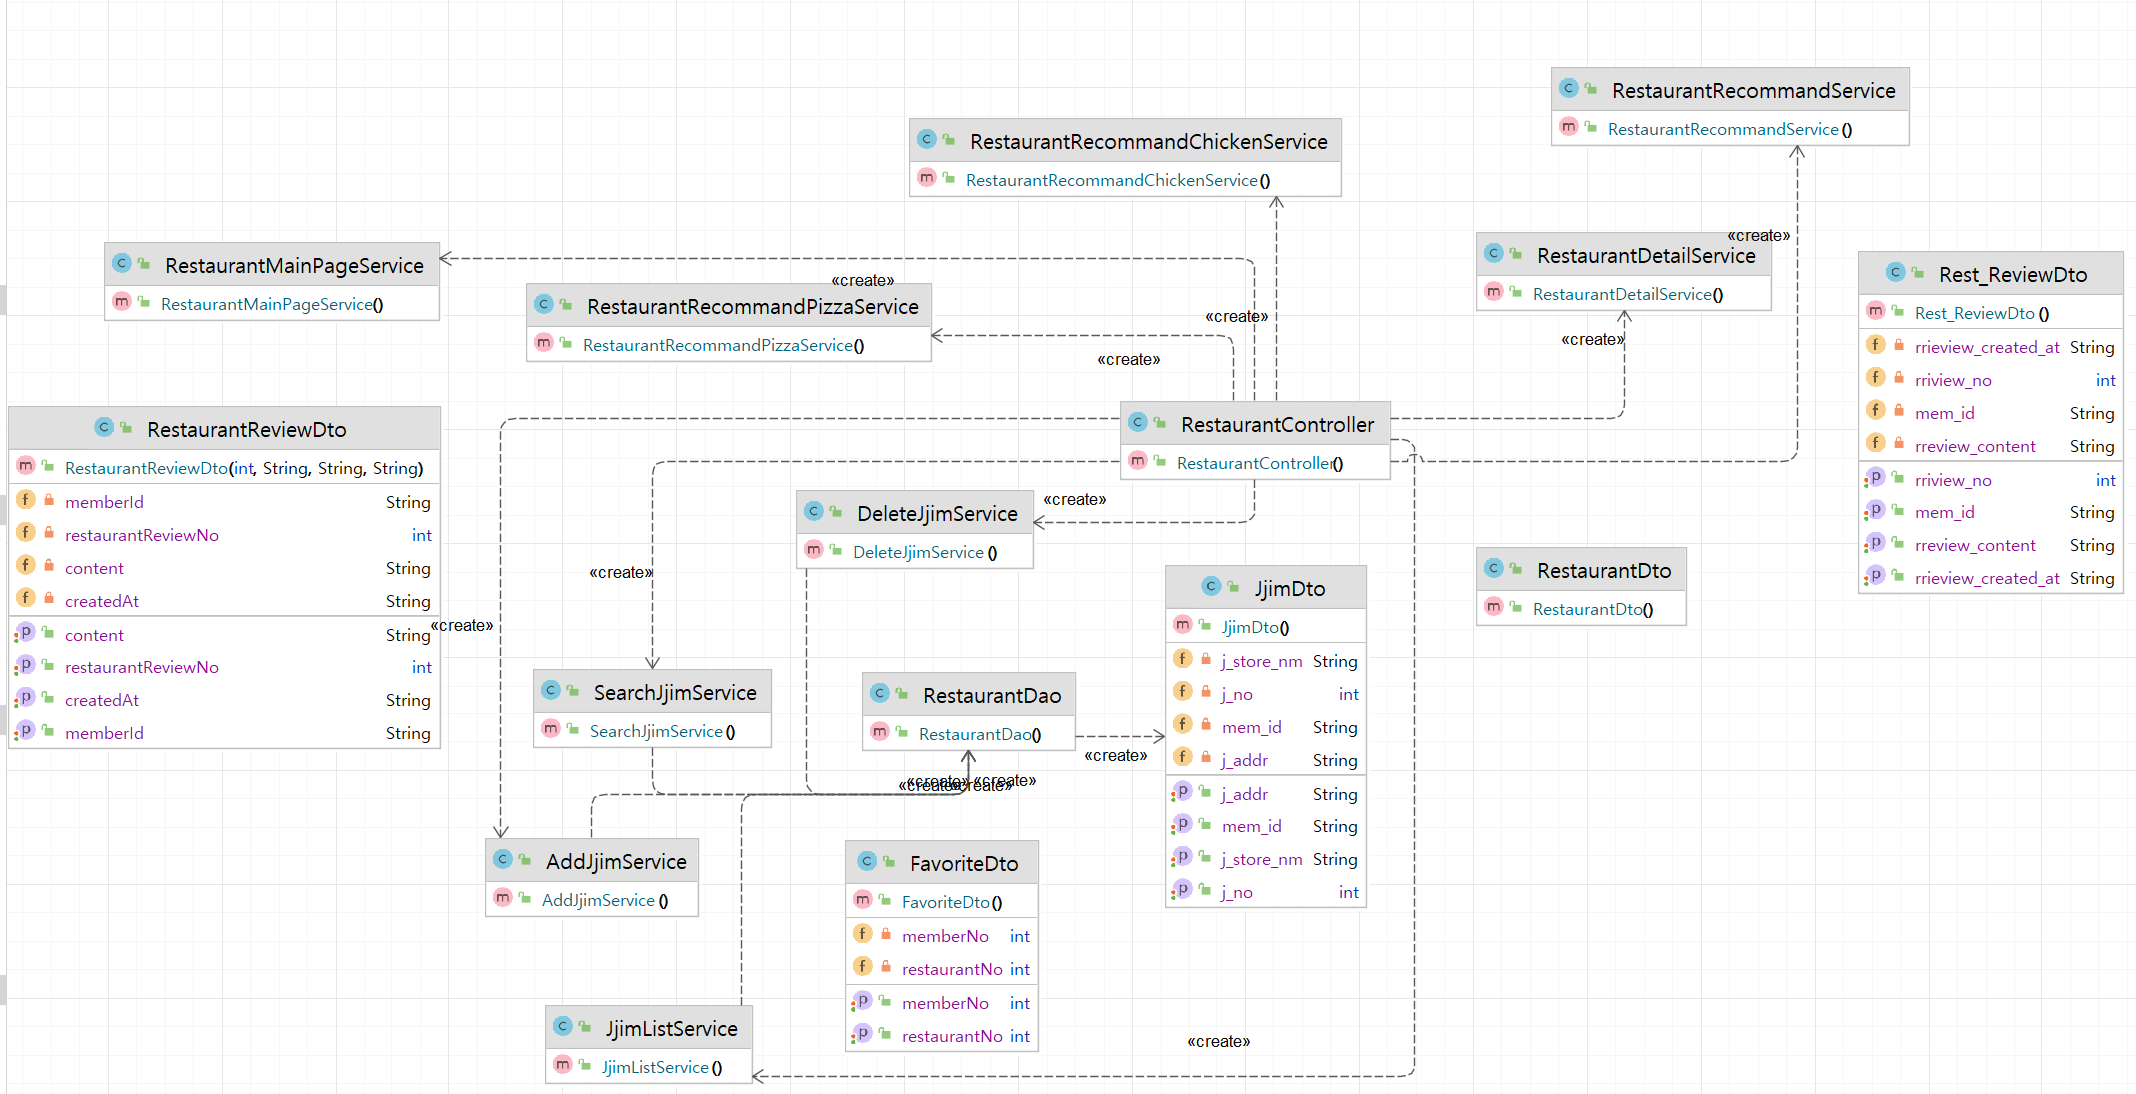 RestaurantRecommandService
RestaurantRecommandService()
RestaurantRecommandChickenService
RestaurantRecommandChickenService()
«create»
RestaurantDetailService
RestaurantDetailService()
RestaurantMainPageService
RestaurantMainPageService()
«create»
RestaurantRecommandPizzaService
RestaurantRecommandPizzaService()
«create»
«create»
«create»
Rest_ReviewDto
Rest_ReviewDto()
rrieview_created_at String
rriview_no int
mem_id String
rreview_content String
rriview_no int
mem_id String
rreview_content String
rrieview_created_at String
RestaurantController
RestaurantController()
RestaurantReviewDto
RestaurantReviewDto(int, String, String, String)
memberId String
restaurantReviewNo int
content String
createdAt String
content String
restaurantReviewNo int
createdAt String
memberId String
«create»
DeleteJjimService
DeleteJjimService()
«create»
«create»
JjimDto
JjimDto()
j_store_nm String
j_no int
mem_id String
j_addr String
j_addr String
mem_id String
j_store_nm String
j_no int
RestaurantDto
RestaurantDto()
SearchJjimService
SearchJjimService()
RestaurantDao
RestaurantDao()
«create»
«create»
«create»
«create»
«create»
AddJjimService
AddJjimService()
FavoriteDto
FavoriteDto()
memberNo int
restaurantNo int
memberNo int
restaurantNo int
JjimListService
JjimListService()
«create»